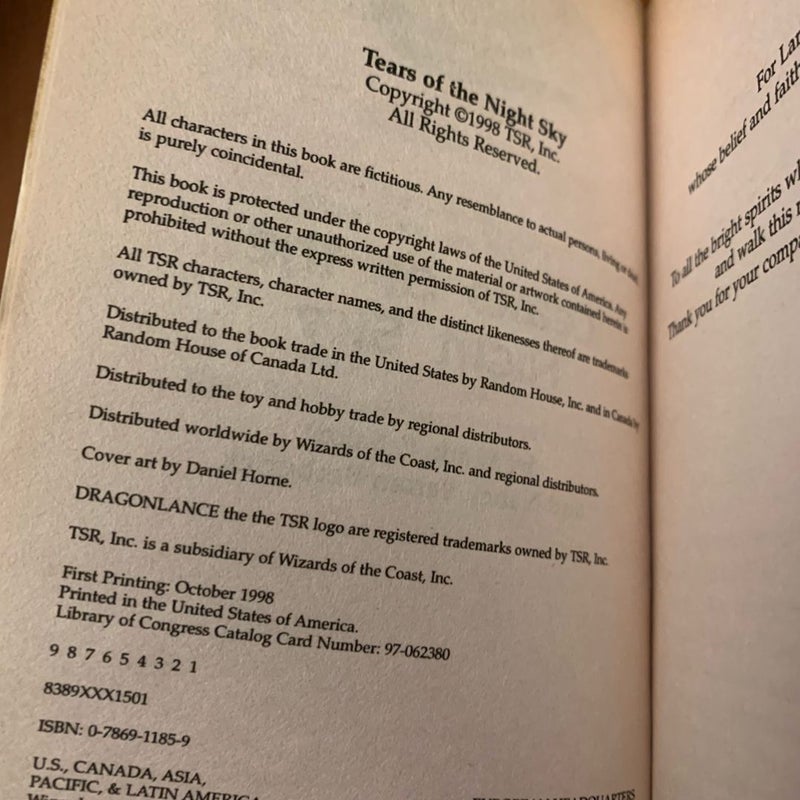 Tears of the Night Sky
Copyright ©1998 TSR, Inc.
All Rights Reserved.
All characters in this book are fictitious. Any resemblance to actual persons, living or dead,
is purely coincidental.
This book is protected under the copyright laws of the United States of America. Any
reproduction or other unauthorized use of the material or artwork contained herein is
prohibited without the express written permission of TSR, Inc.
All TSR characters, character names, and the distinct likenesses thereof are trademarks
owned by TSR, Inc.
Distributed to the book trade in the United States by Random House, Inc. and in Canada by
Random House of Canada Ltd.
Distributed to the toy and hobby trade by regional distributors.
Distributed worldwide by Wizards of the Coast, Inc. and regional distributors.
Cover art by Daniel Horne.
DRAGONLANCE the the TSR logo are registered trademarks owned by TSR, Inc.
TSR, Inc. is a subsidiary of Wizards of the Coast, Inc.
First Printing: October 1998
Printed in the United States of America.
Library of Congress Catalog Card Number: 97-062380
9 8 7 6 5 4 3 2 1
8389XXX1501
ISBN: 0-7869-1185-9
U.S., CANADA, ASIA,
PACIFIC, & LATIN AMERICA
For
whose belief and
To all the bright spirits
and walk this
Thank you for your